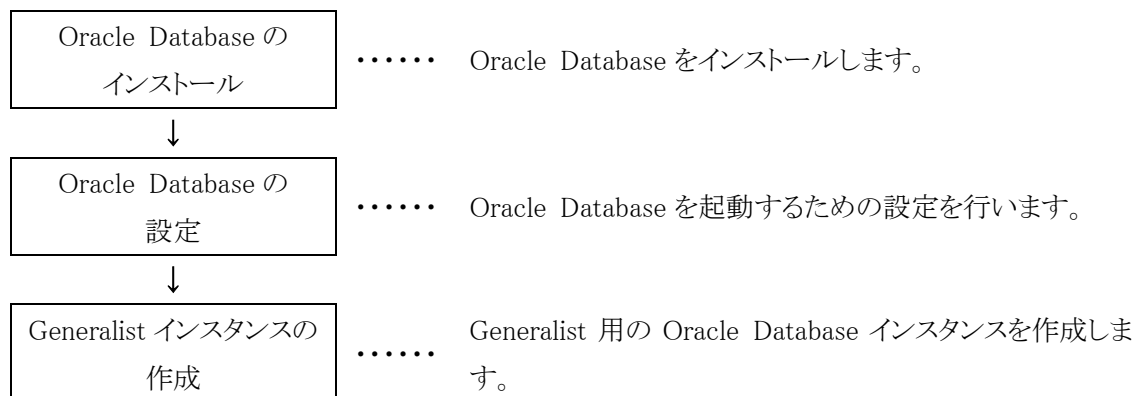 Oracle Database の
インストール
・・・・・・ Oracle Database をインストールします。
↓
Oracle Database の
設定
・・・・・・ Oracle Database を起動するための設定を行います。
↓
Generalist インスタンスの
作成
・・・・・・ Generalist 用の Oracle Database インスタンスを作成しま
す。